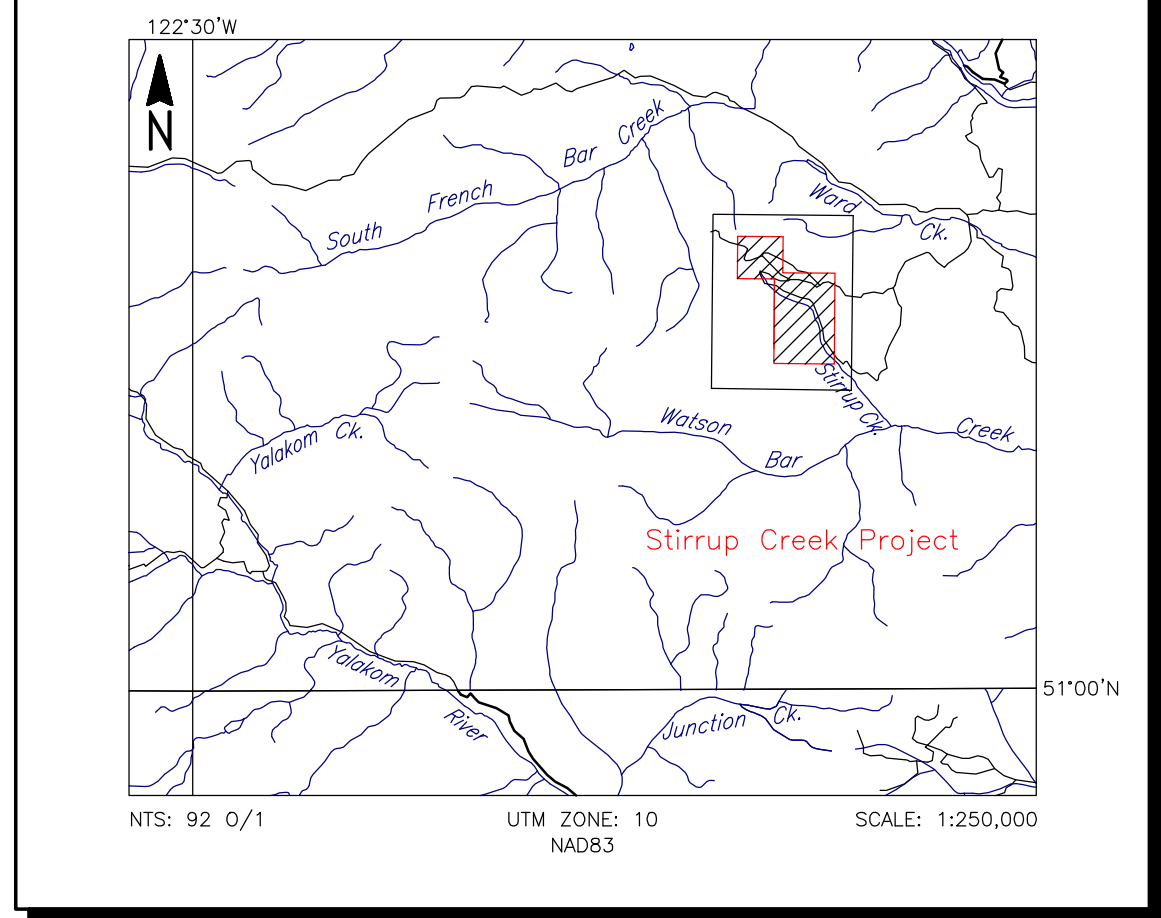 122°30'W
N
South French Bar Creek
Ward Ck.
Stirrup Ck.
Watson Bar Creek
Yalakom Ck.
Stirrup Creek Project
Yalakom River
51°00'N
Junction Ck.
NTS: 92 O/1
UTM ZONE: 10
SCALE: 1:250,000
NAD83